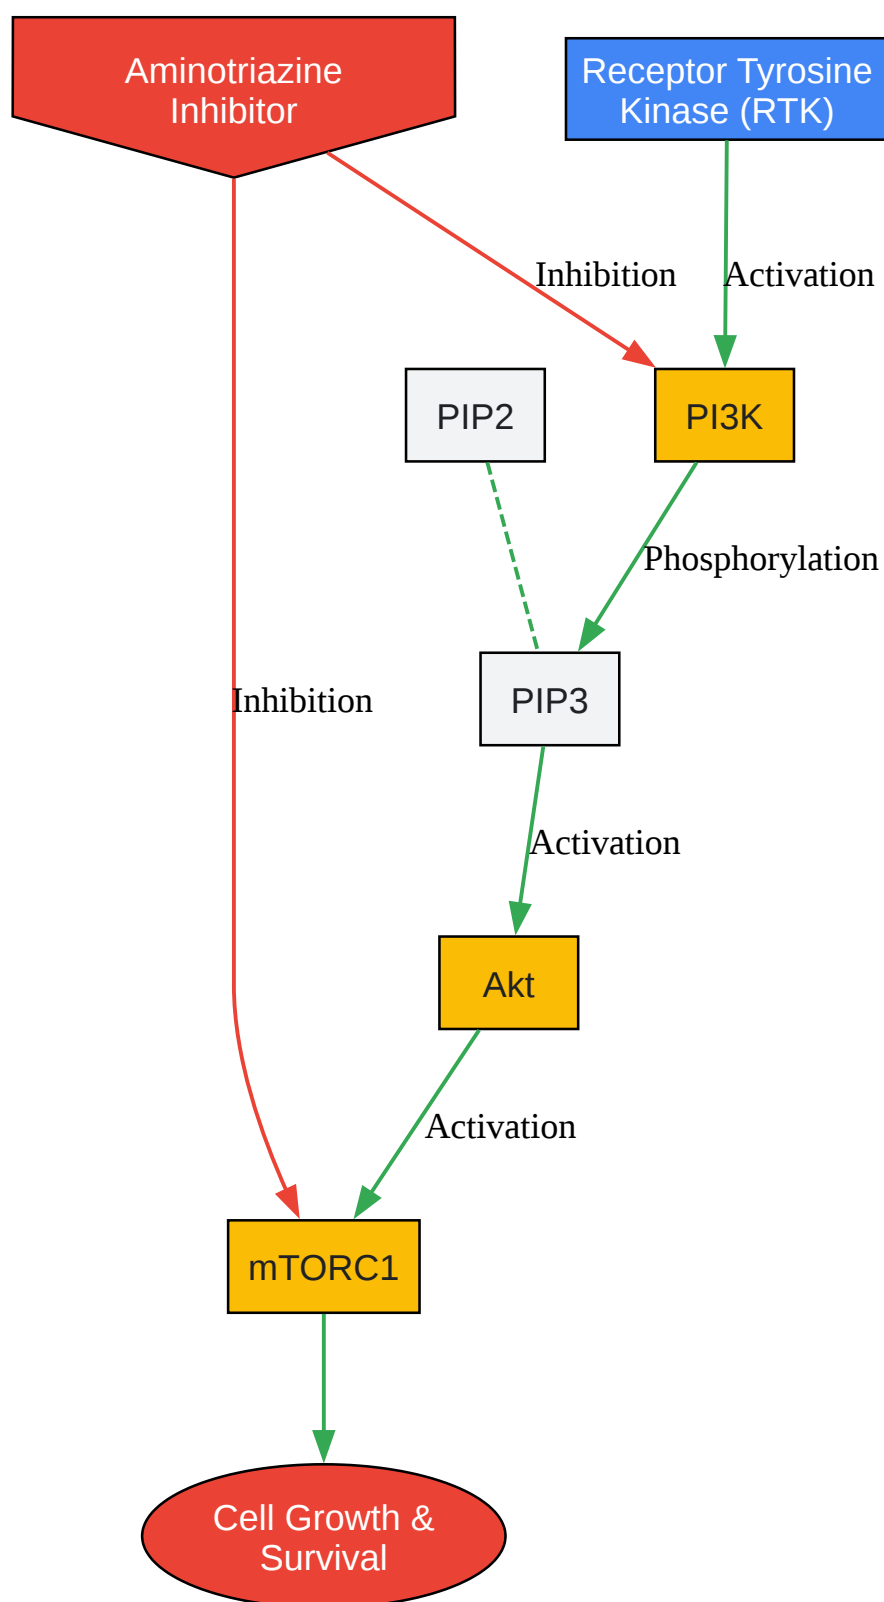 Aminotriazine
Inhibitor
Receptor Tyrosine
Kinase (RTK)
Inhibition
Activation
PIP2
PI3K
Phosphorylation
Inhibition
PIP3
Activation
Akt
Activation
mTORC1
Cell Growth &
Survival